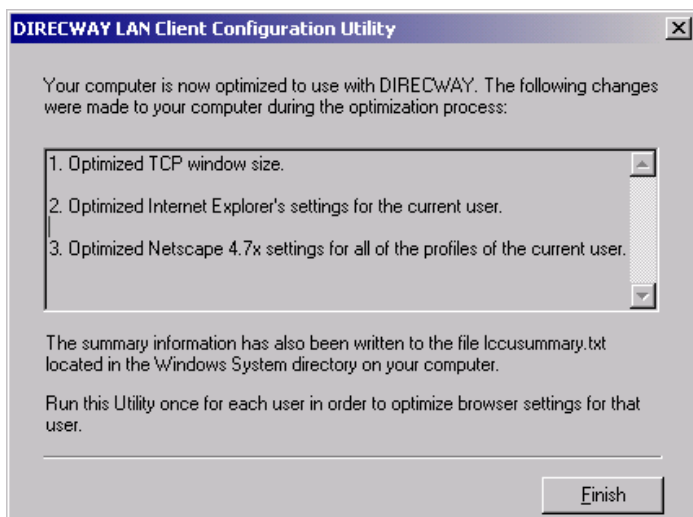 DIRECWAY LAN Client Configuration Utility
Your computer is now optimized to use with DIRECWAY. The following changes
were made to your computer during the optimization process:
1. Optimized TCP window size.
2. Optimized Internet Explorer's settings for the current user.
3. Optimized Netscape 4.7x settings for all of the profiles of the current user.
The summary information has also been written to the file lccusummary.txt
located in the Windows System directory on your computer.
Run this Utility once for each user in order to optimize browser settings for that
user.
Finish